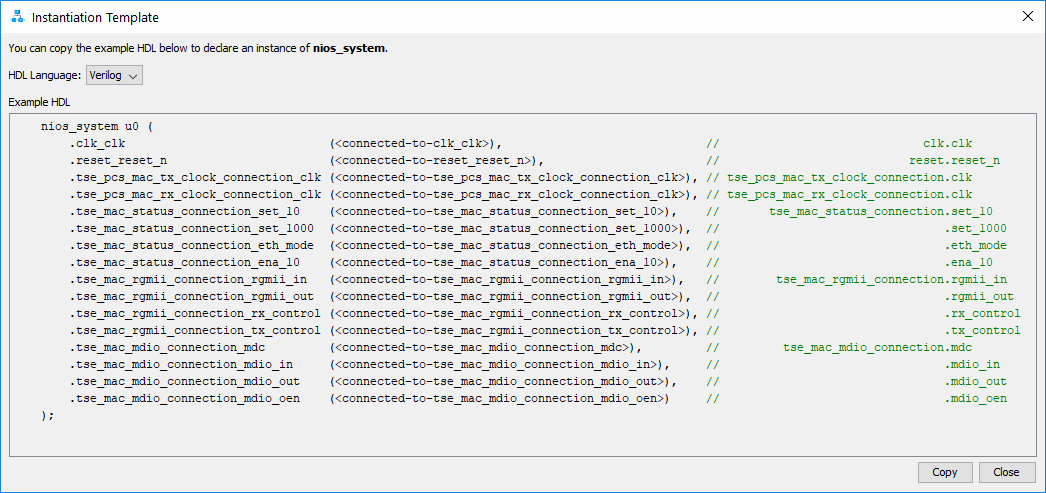 Instantiation Template
You can copy the example HDL below to declare an instance of nios_system.
HDL Language: Verilog
Example HDL
nios_system u0 (
.clk_clk (<connected-to-clk_clk>), // clk.clk
.reset_reset_n (<connected-to-reset_reset_n>), // reset.reset_n
.tse_pcs_mac_tx_clock_connection_clk (<connected-to-tse_pcs_mac_tx_clock_connection_clk>), // tse_pcs_mac_tx_clock_connection.clk
.tse_pcs_mac_rx_clock_connection_clk (<connected-to-tse_pcs_mac_rx_clock_connection_clk>), // tse_pcs_mac_rx_clock_connection.clk
.tse_mac_status_connection_set_10 (<connected-to-tse_mac_status_connection_set_10>), // tse_mac_status_connection.set_10
.tse_mac_status_connection_set_1000 (<connected-to-tse_mac_status_connection_set_1000>), // .set_1000
.tse_mac_status_connection_eth_mode (<connected-to-tse_mac_status_connection_eth_mode>), // .eth_mode
.tse_mac_status_connection_ena_10 (<connected-to-tse_mac_status_connection_ena_10>), // .ena_10
.tse_mac_rgmii_connection_rgmii_in (<connected-to-tse_mac_rgmii_connection_rgmii_in>), // tse_mac_rgmii_connection.rgmii_in
.tse_mac_rgmii_connection_rgmii_out (<connected-to-tse_mac_rgmii_connection_rgmii_out>), // .rgmii_out
.tse_mac_rgmii_connection_rx_control (<connected-to-tse_mac_rgmii_connection_rx_control>), // .rx_control
.tse_mac_rgmii_connection_tx_control (<connected-to-tse_mac_rgmii_connection_tx_control>), // .tx_control
.tse_mac_mdio_connection_mdc (<connected-to-tse_mac_mdio_connection_mdc>), // tse_mac_mdio_connection.mdc
.tse_mac_mdio_connection_mdio_in (<connected-to-tse_mac_mdio_connection_mdio_in>), // .mdio_in
.tse_mac_mdio_connection_mdio_out (<connected-to-tse_mac_mdio_connection_mdio_out>), // .mdio_out
.tse_mac_mdio_connection_mdio_oen (<connected-to-tse_mac_mdio_connection_mdio_oen>) // .mdio_oen
);
Copy Close